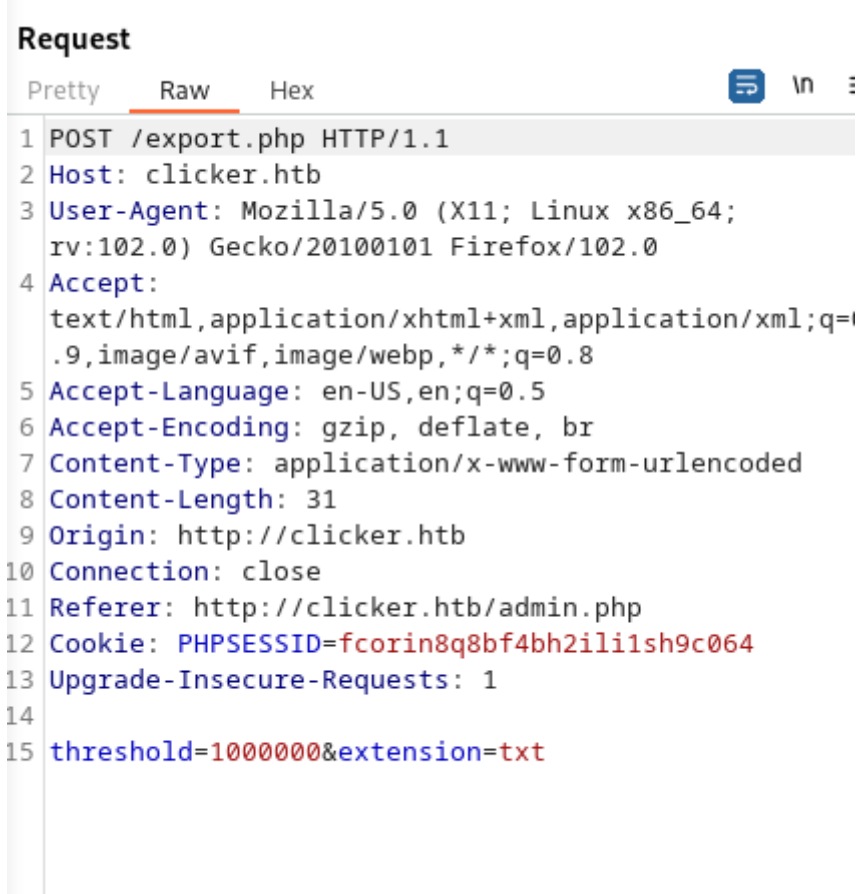 Request
Pretty Raw Hex \n
1 POST /export.php HTTP/1.1
2 Host: clicker.htb
3 User-Agent: Mozilla/5.0 (X11; Linux x86_64;
rv:102.0) Gecko/20100101 Firefox/102.0
4 Accept:
text/html,application/xhtml+xml,application/xml;q=0
.9,image/avif,image/webp,*/*;q=0.8
5 Accept-Language: en-US,en;q=0.5
6 Accept-Encoding: gzip, deflate, br
7 Content-Type: application/x-www-form-urlencoded
8 Content-Length: 31
9 Origin: http://clicker.htb
10 Connection: close
11 Referer: http://clicker.htb/admin.php
12 Cookie: PHPSESSID=fcorin8q8bf4bh2ili1sh9c064
13 Upgrade-Insecure-Requests: 1
14
15 threshold=1000000&extension=txt